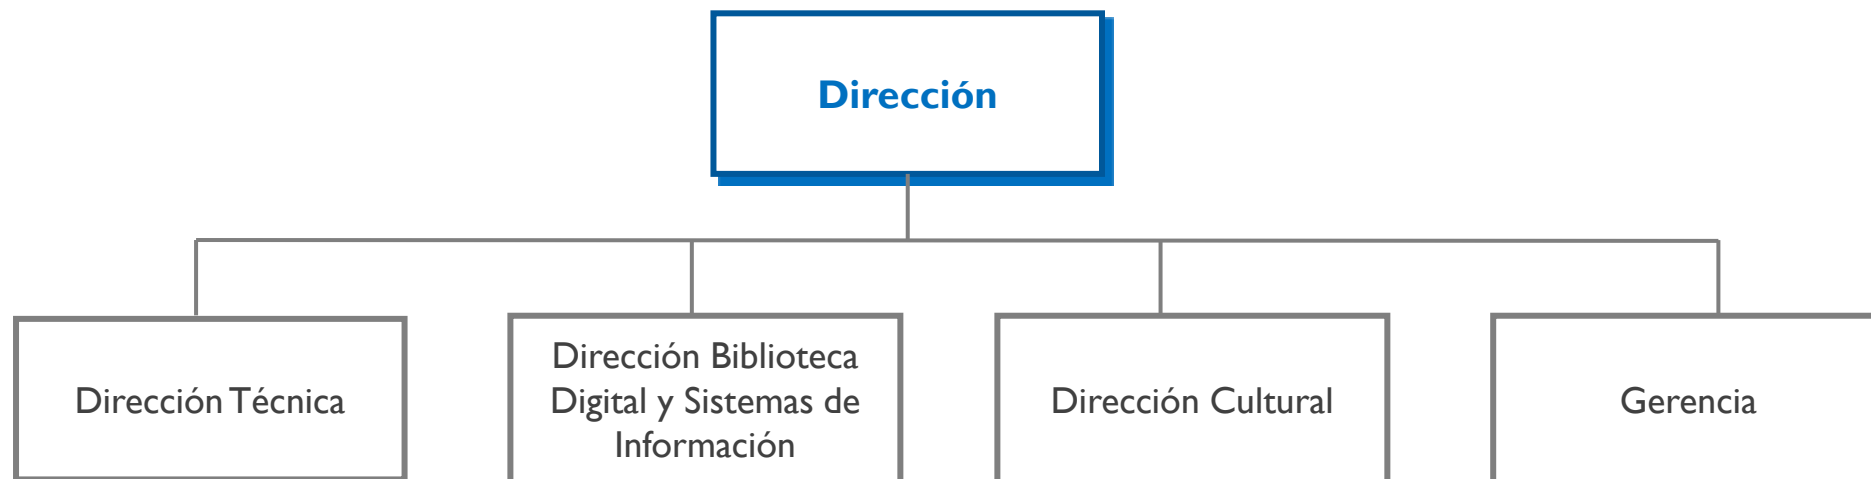 Dirección
Dirección Técnica
Dirección Biblioteca
Digital y Sistemas de
Información
Dirección Cultural
Gerencia